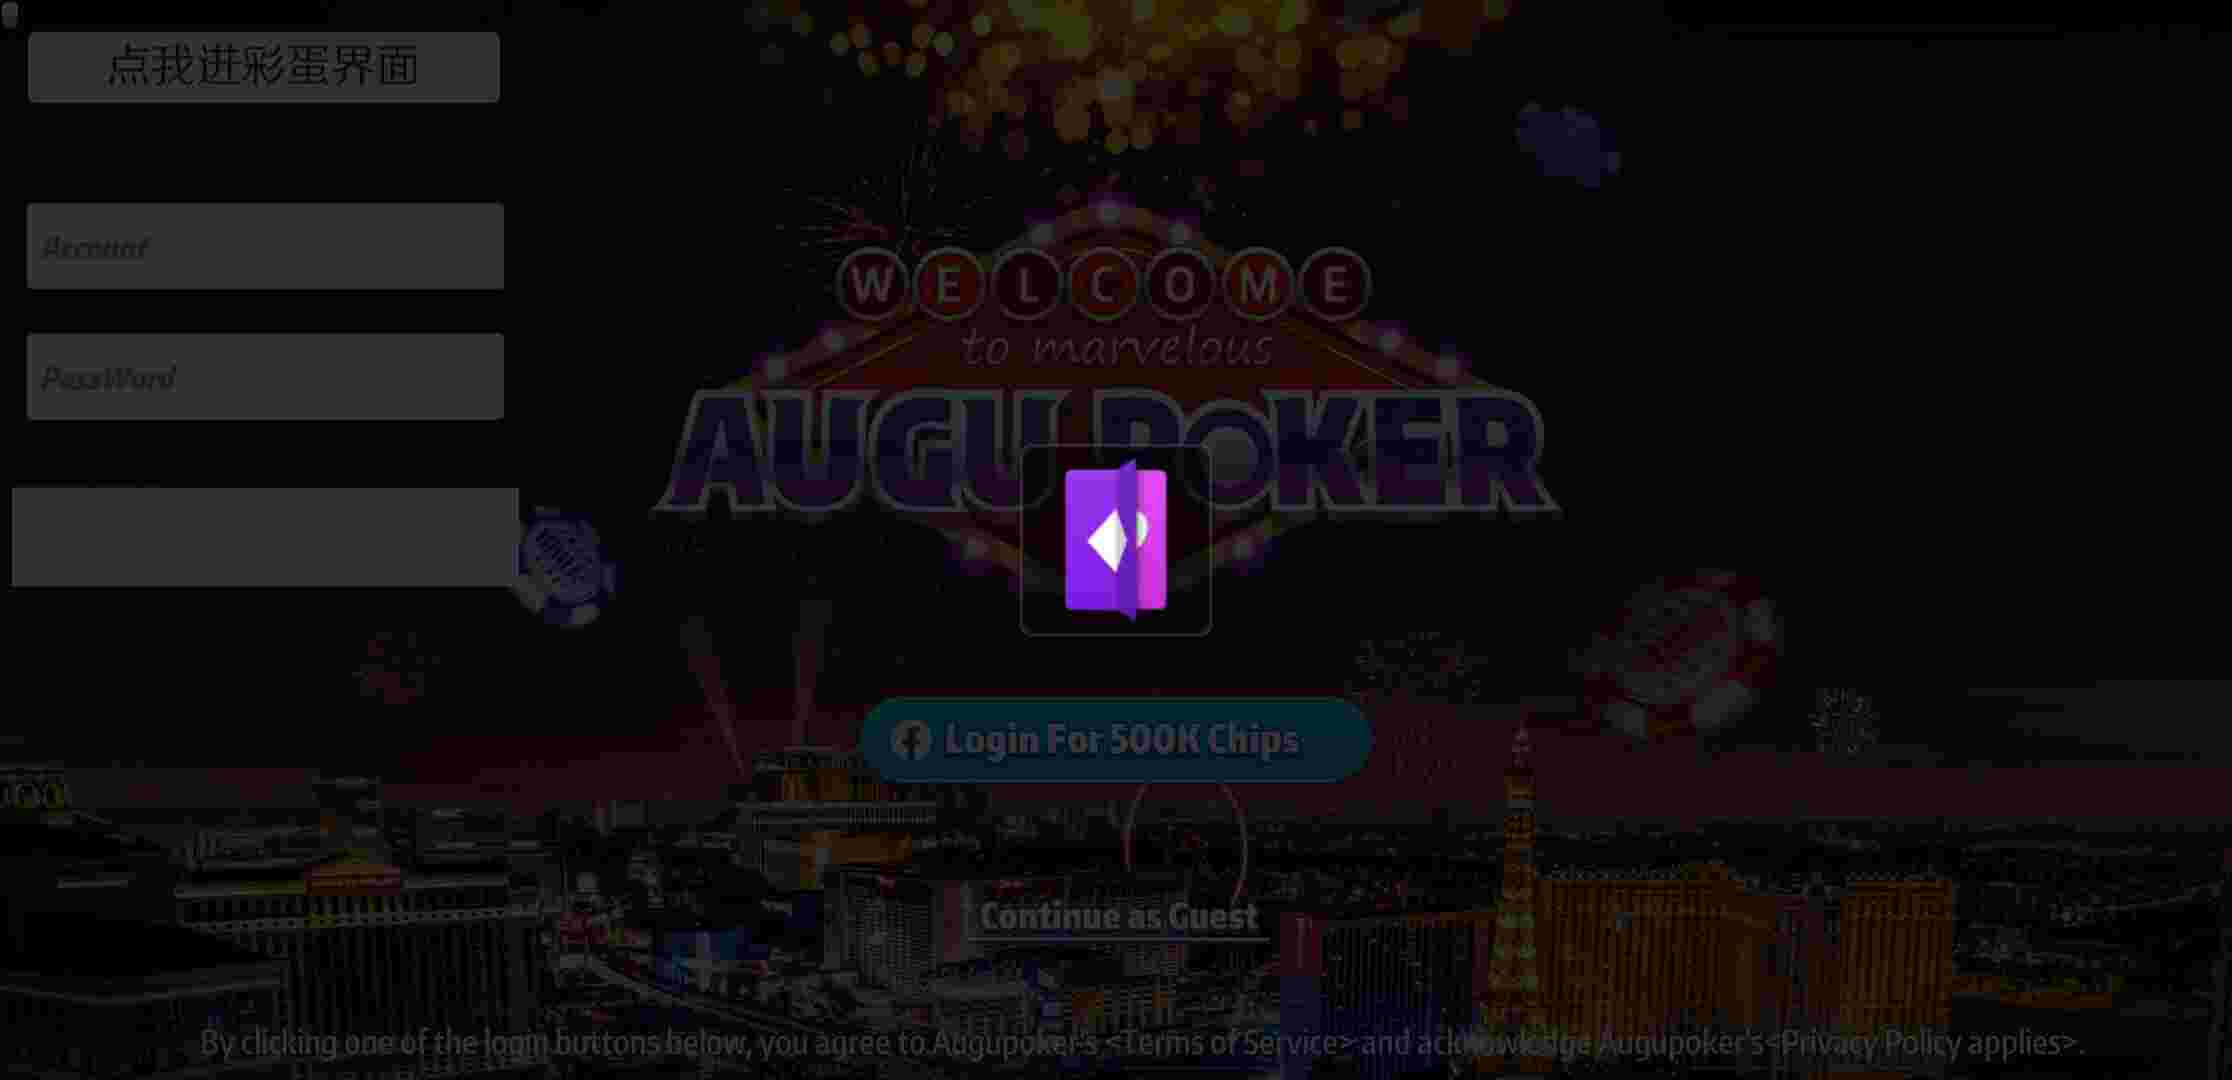 点我进彩蛋界面
Account
PassWord
WELCOME
to marvelous
AUGU POKER
Login For 500K Chips
Continue as Guest
By clicking one of the login buttons below, you agree to Augupoker's <Terms of Service> and acknowledge Augupoker's<Privacy Policy applies>.